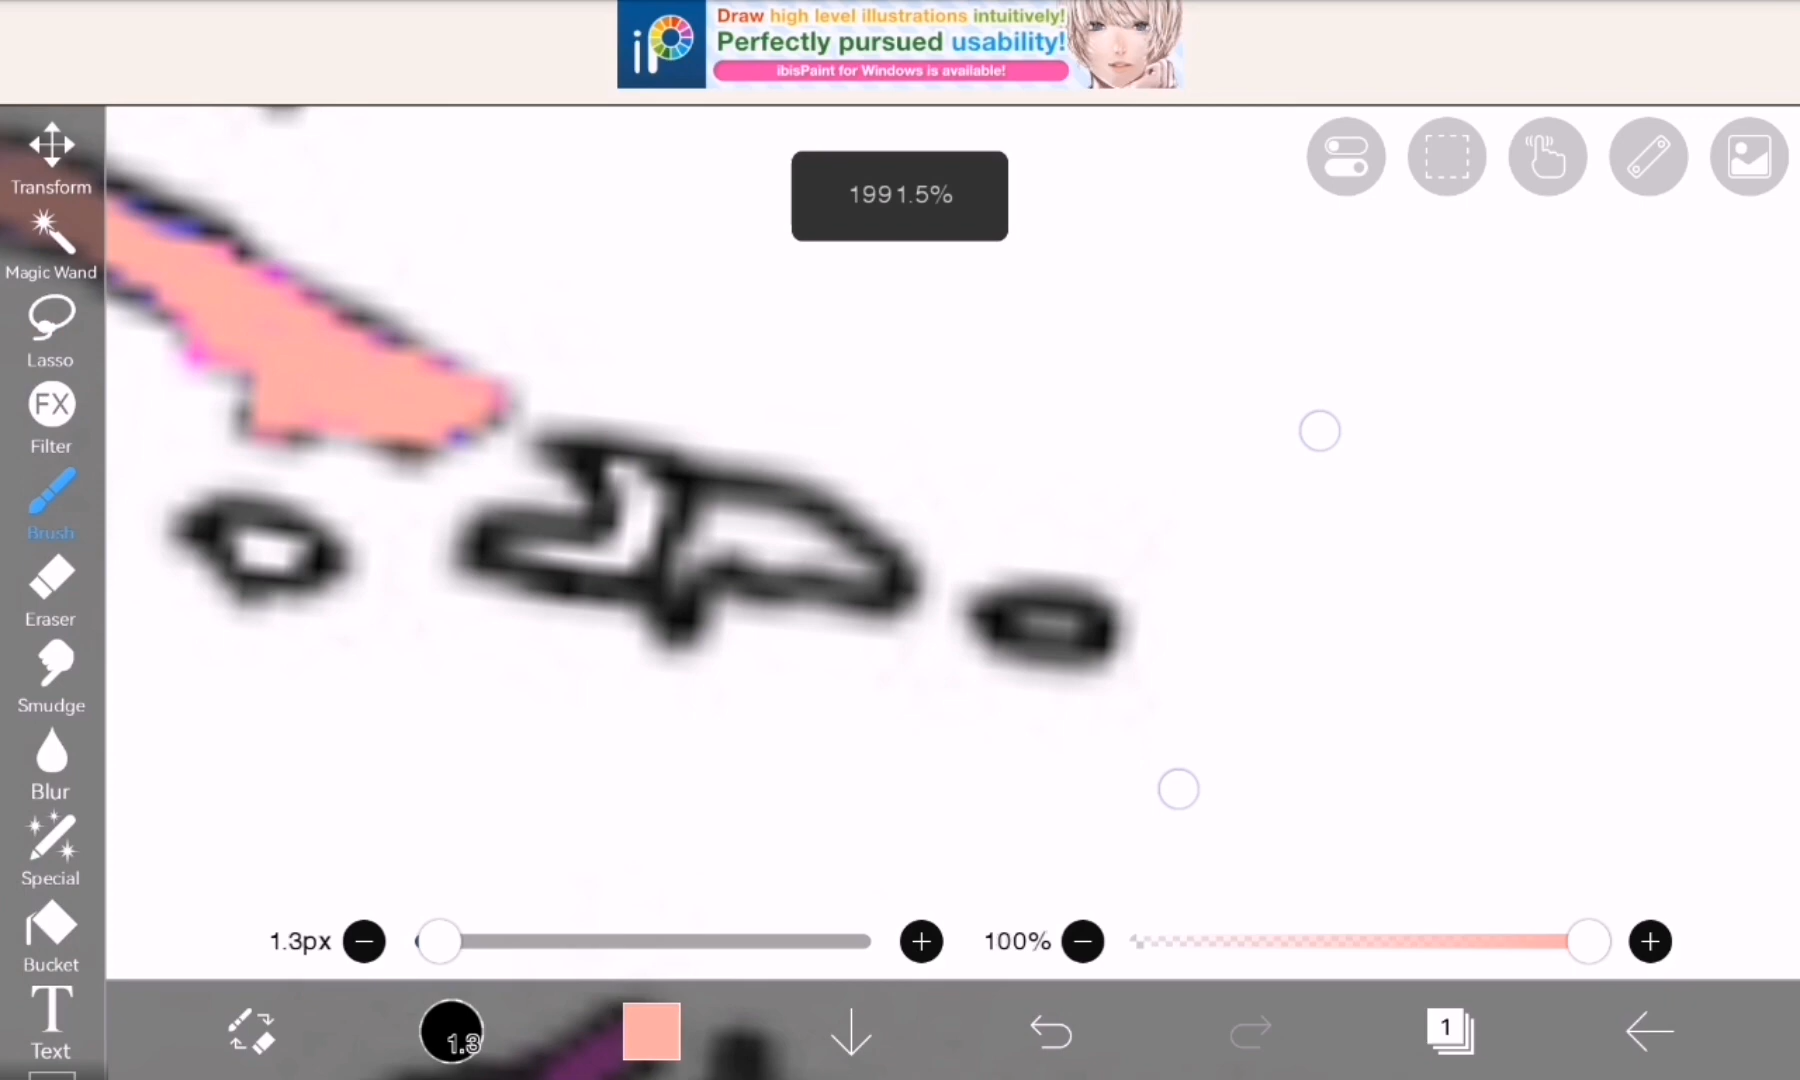 iP
Draw high level illustrations intuitively!
Perfectly pursued usability!
ibisPaint for Windows is available!
1991.5%
Transform
Magic Wand
Lasso
FX
Filter
Brush
Eraser
Smudge
Blur
Special
Bucket
T
Text
1.3px
100%
1.3
1